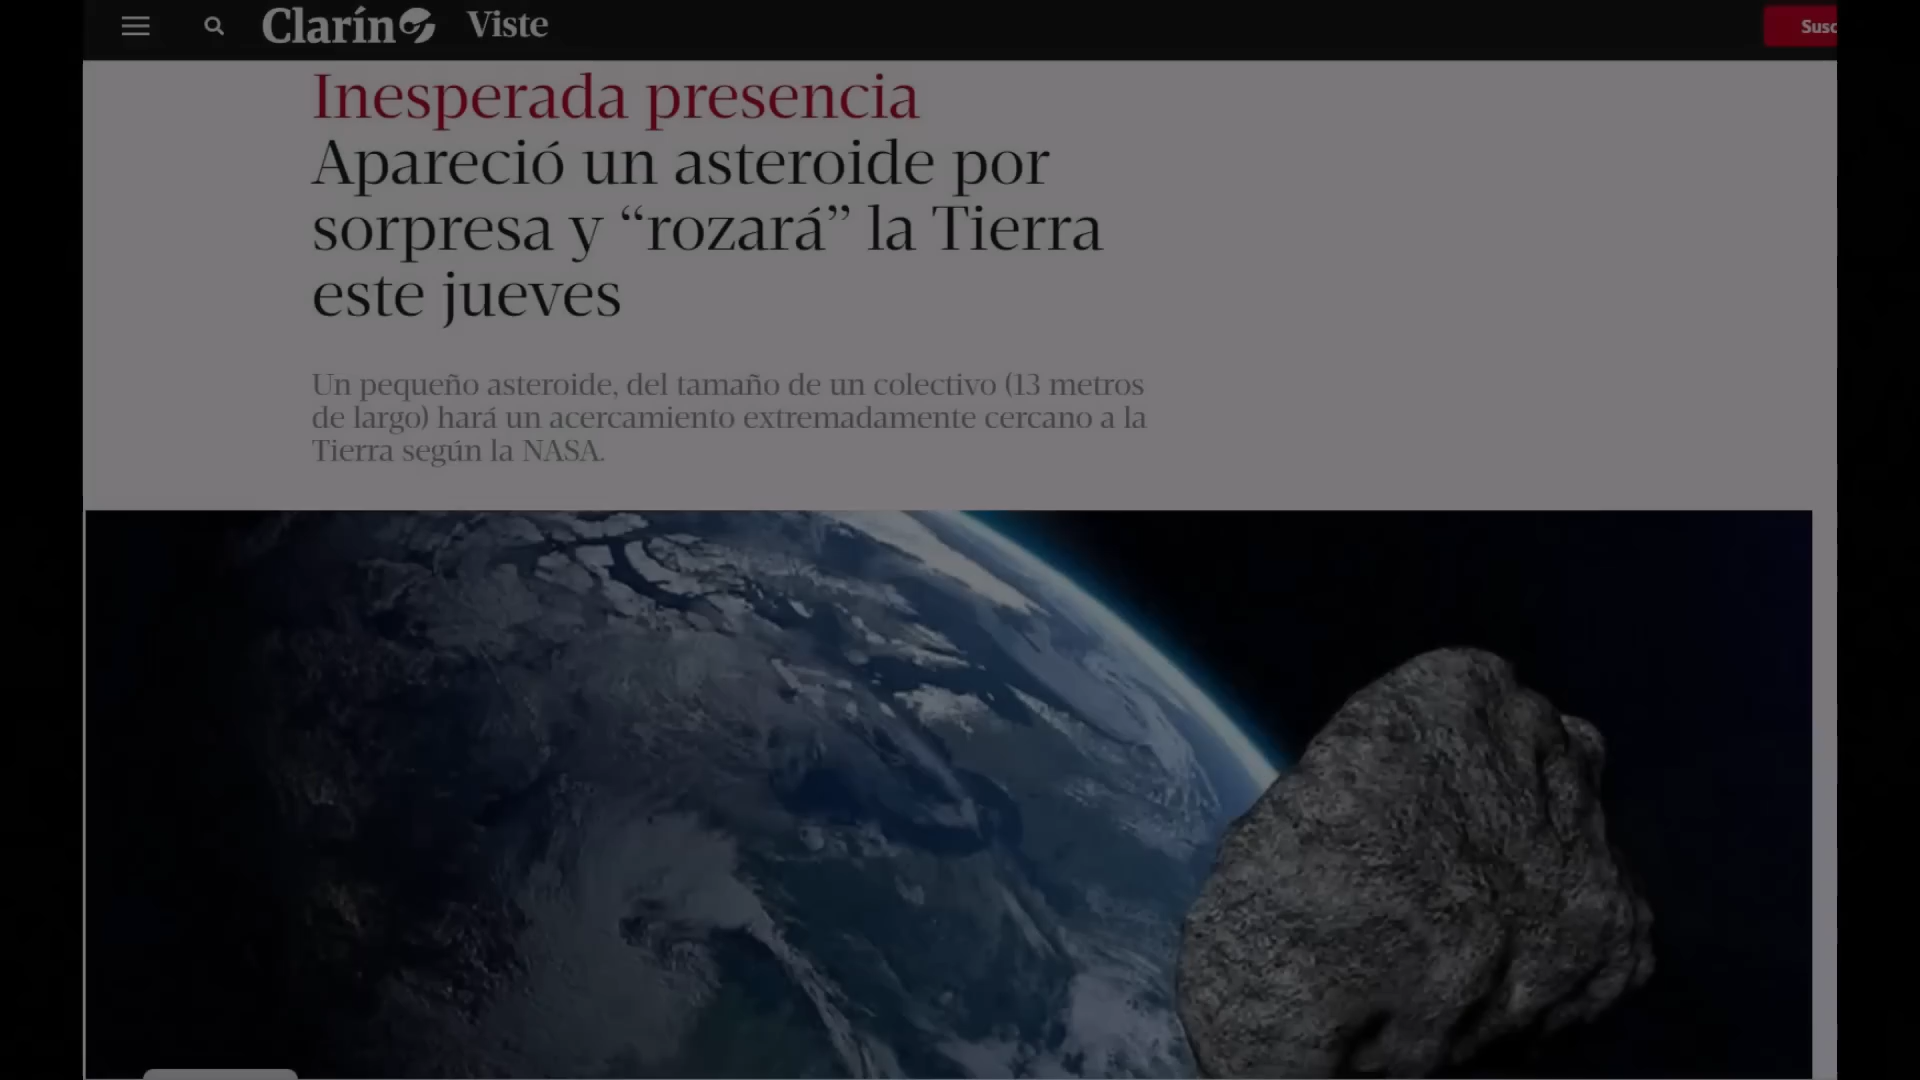 Clarín Viste
Inesperada presencia
Apareció un asteroide por
sorpresa y “rozará” la Tierra
este jueves
Un pequeño asteroide, del tamaño de un colectivo (13 metros
de largo) hará un acercamiento extremadamente cercano a la
Tierra según la NASA.